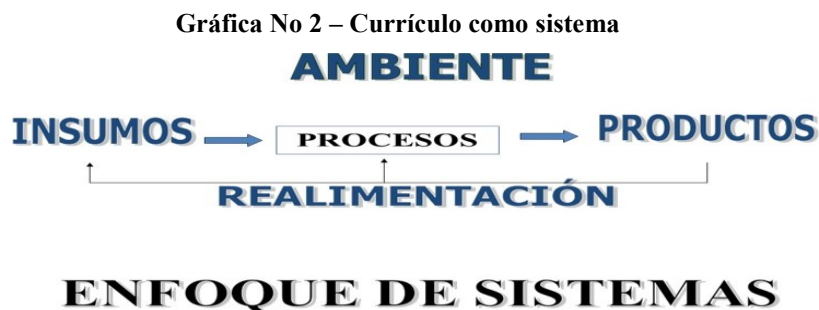 Gráfica No 2 – Currículo como sistema
AMBIENTE
INSUMOS PROCESOS PRODUCTOS
REALIMENTACIÓN
ENFOQUE DE SISTEMAS